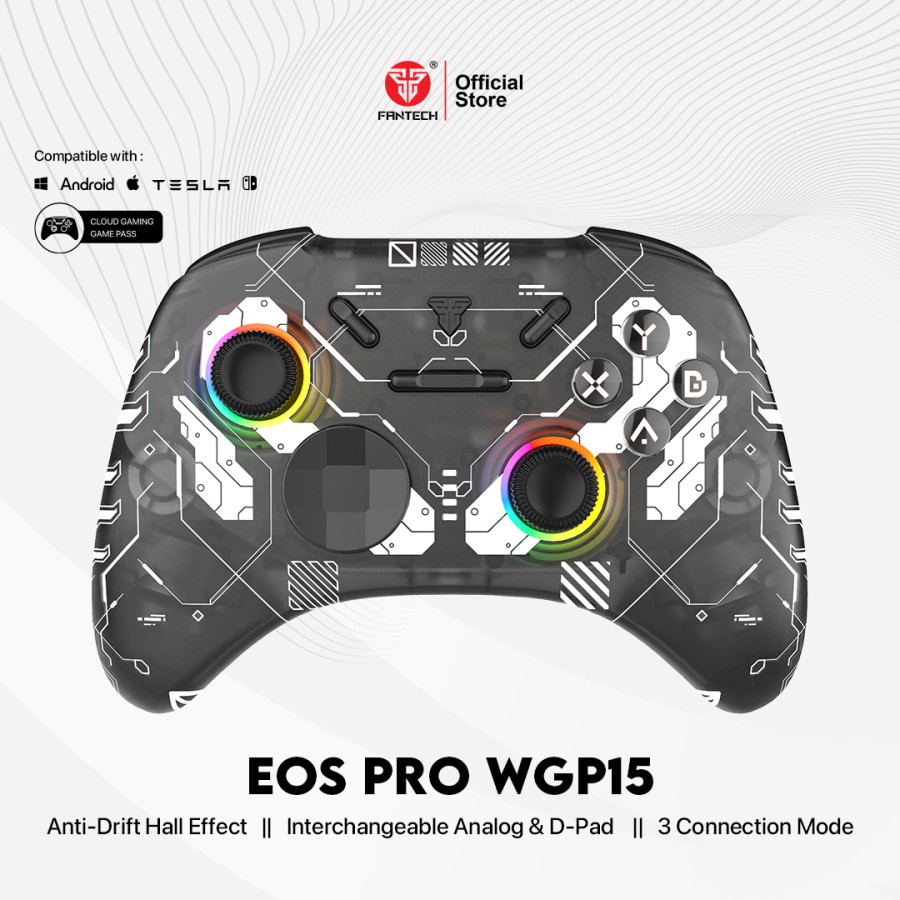 FANTECH
®
Official
Store
Compatible with :
Android TESLA
CLOUD GAMING
GAME PASS
Y
X B
A
EOS PRO WGP15
Anti-Drift Hall Effect || Interchangeable Analog & D-Pad || 3 Connection Mode